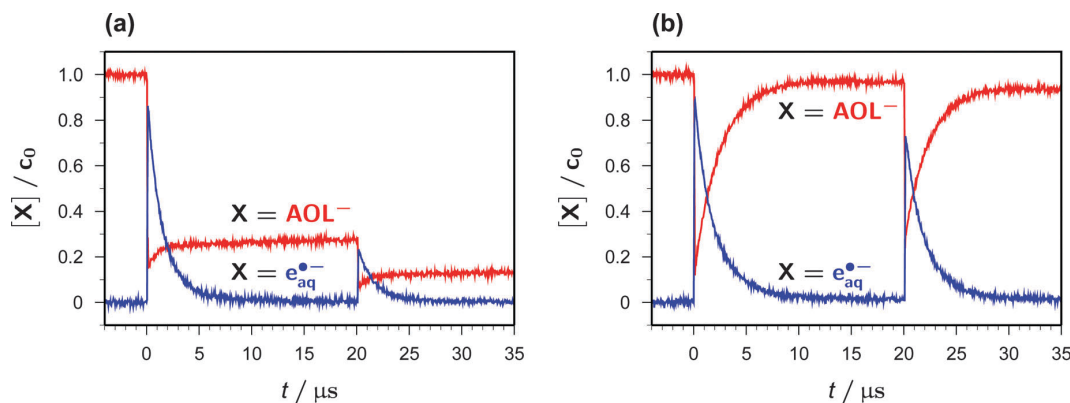 (a)
(b)
[X] / c₀
1.0
0.8
0.6
0.4
0.2
0
X = AOL⁻
X = e•−aq
0 5 10 15 20 25 30 35
t / μs
[X] / c₀
1.0
0.8
0.6
0.4
0.2
0
X = AOL⁻
X = e•−aq
0 5 10 15 20 25 30 35
t / μs